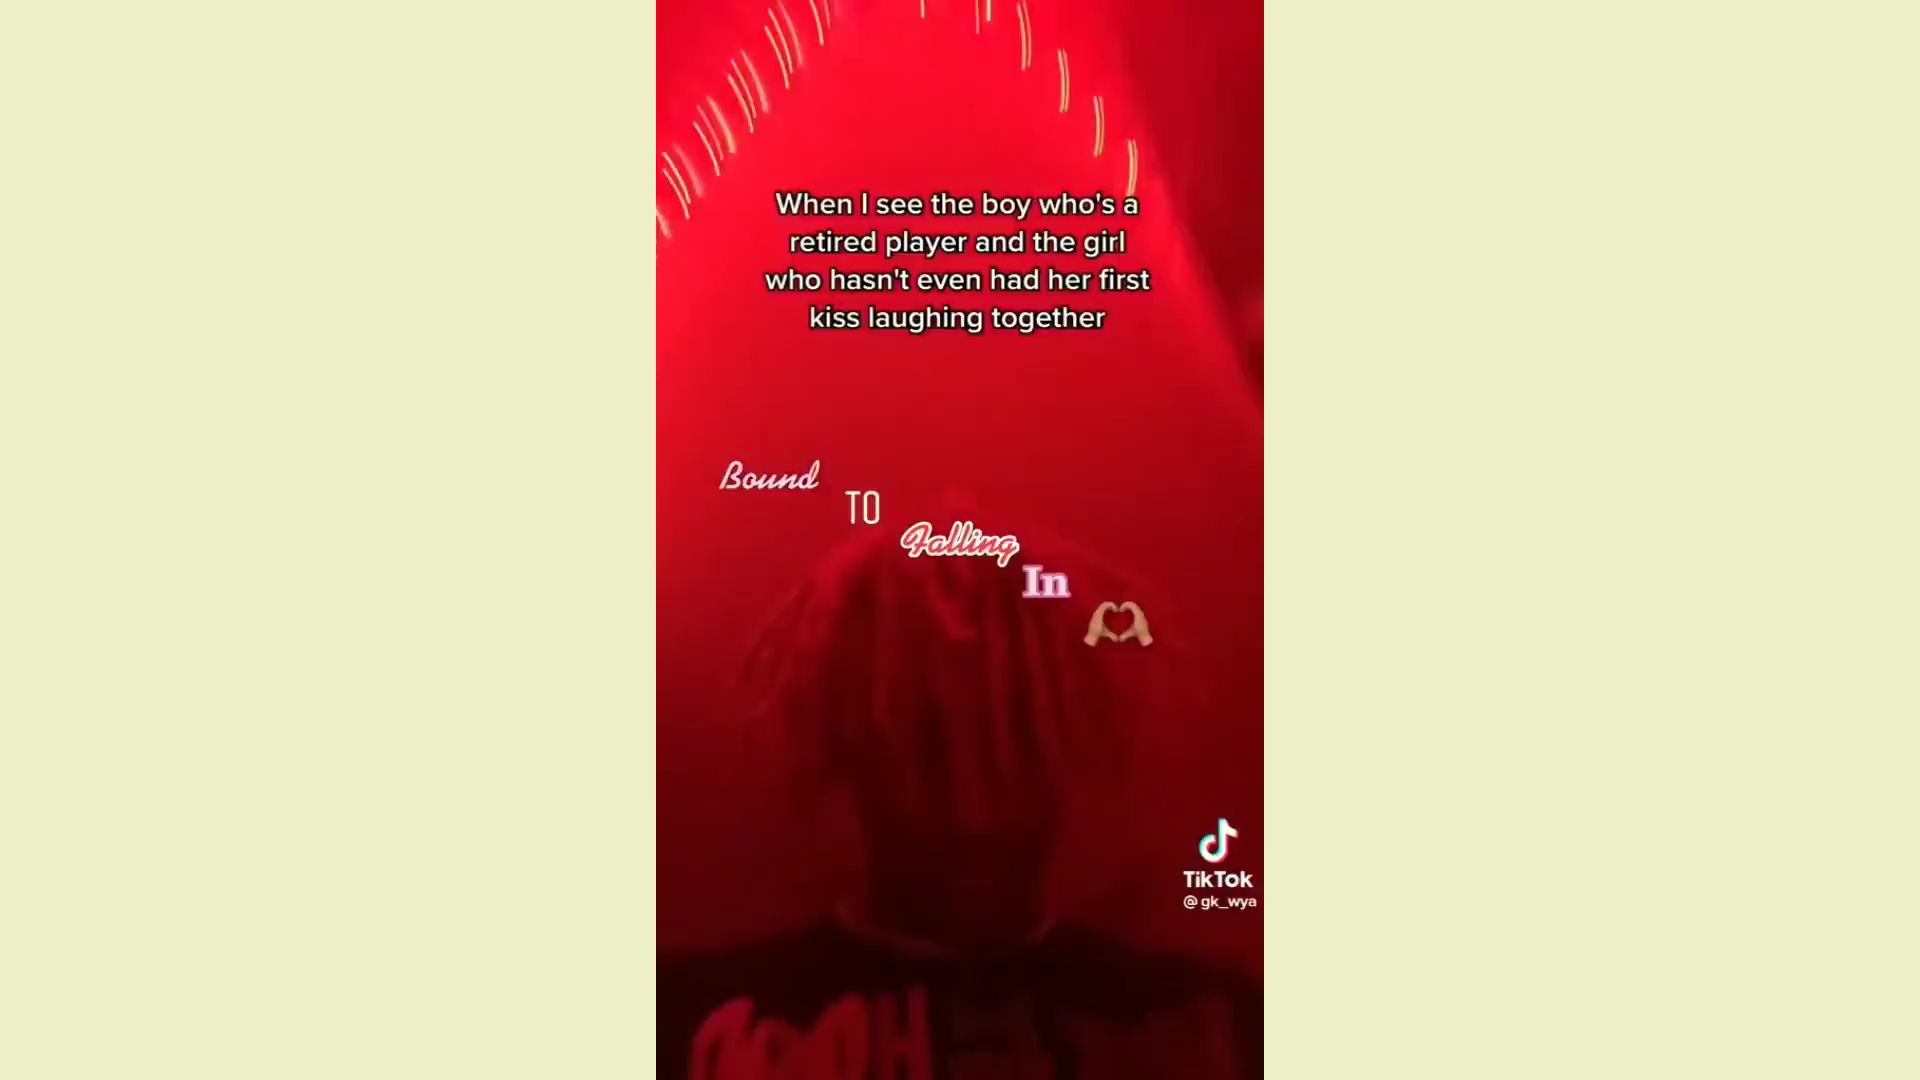 When I see the boy who's a
retired player and the girl
who hasn't even had her first
kiss laughing together
Bound
TO
Falling
In
TikTok
@gk_wya